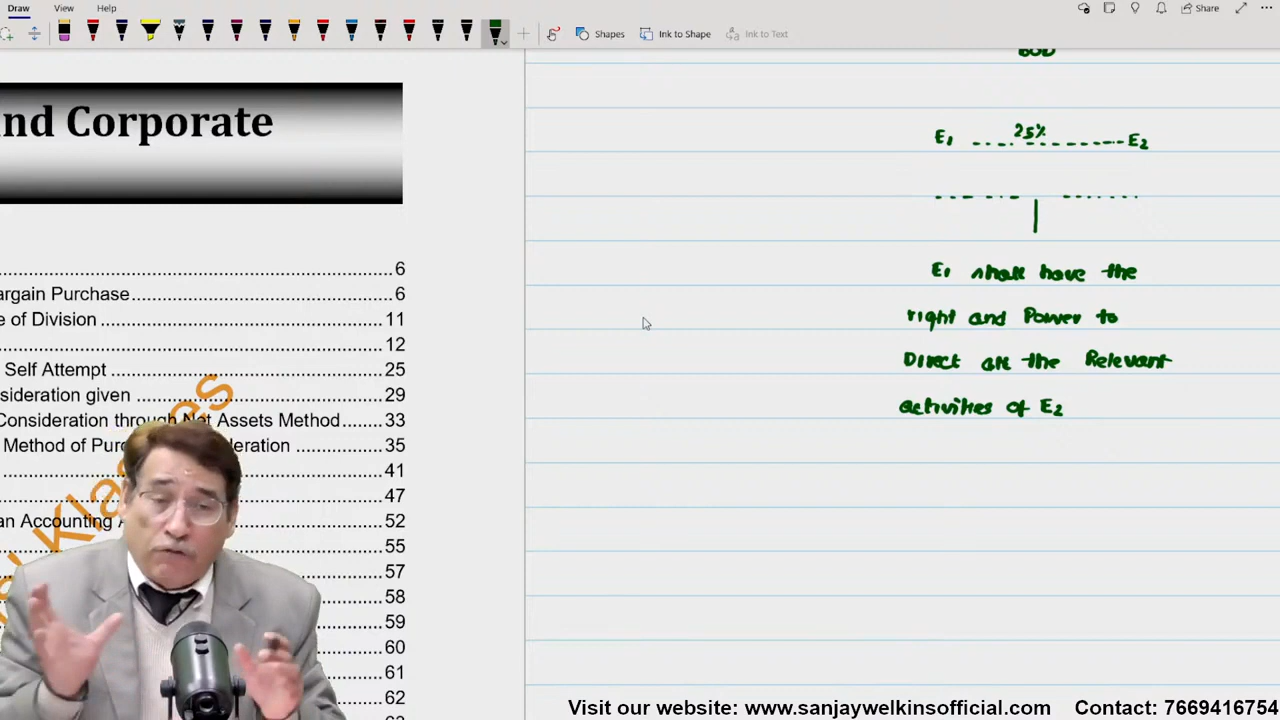 Draw View Help
Share
Shapes Ink to Shape Ink to Text
nd Corporate
6
argain Purchase 6
e of Division 11
12
Self Attempt 25
sideration given 29
Consideration through Net Assets Method 33
Method of Pur eration 35
41
47
an Accounting A 52
55
57
58
59
60
61
62
BOD
E1 25% E2
E1 shall have the
right and Power to
Direct all the Relevant
activities of E2
Visit our website: www.sanjaywelkinsofficial.com Contact: 7669416754